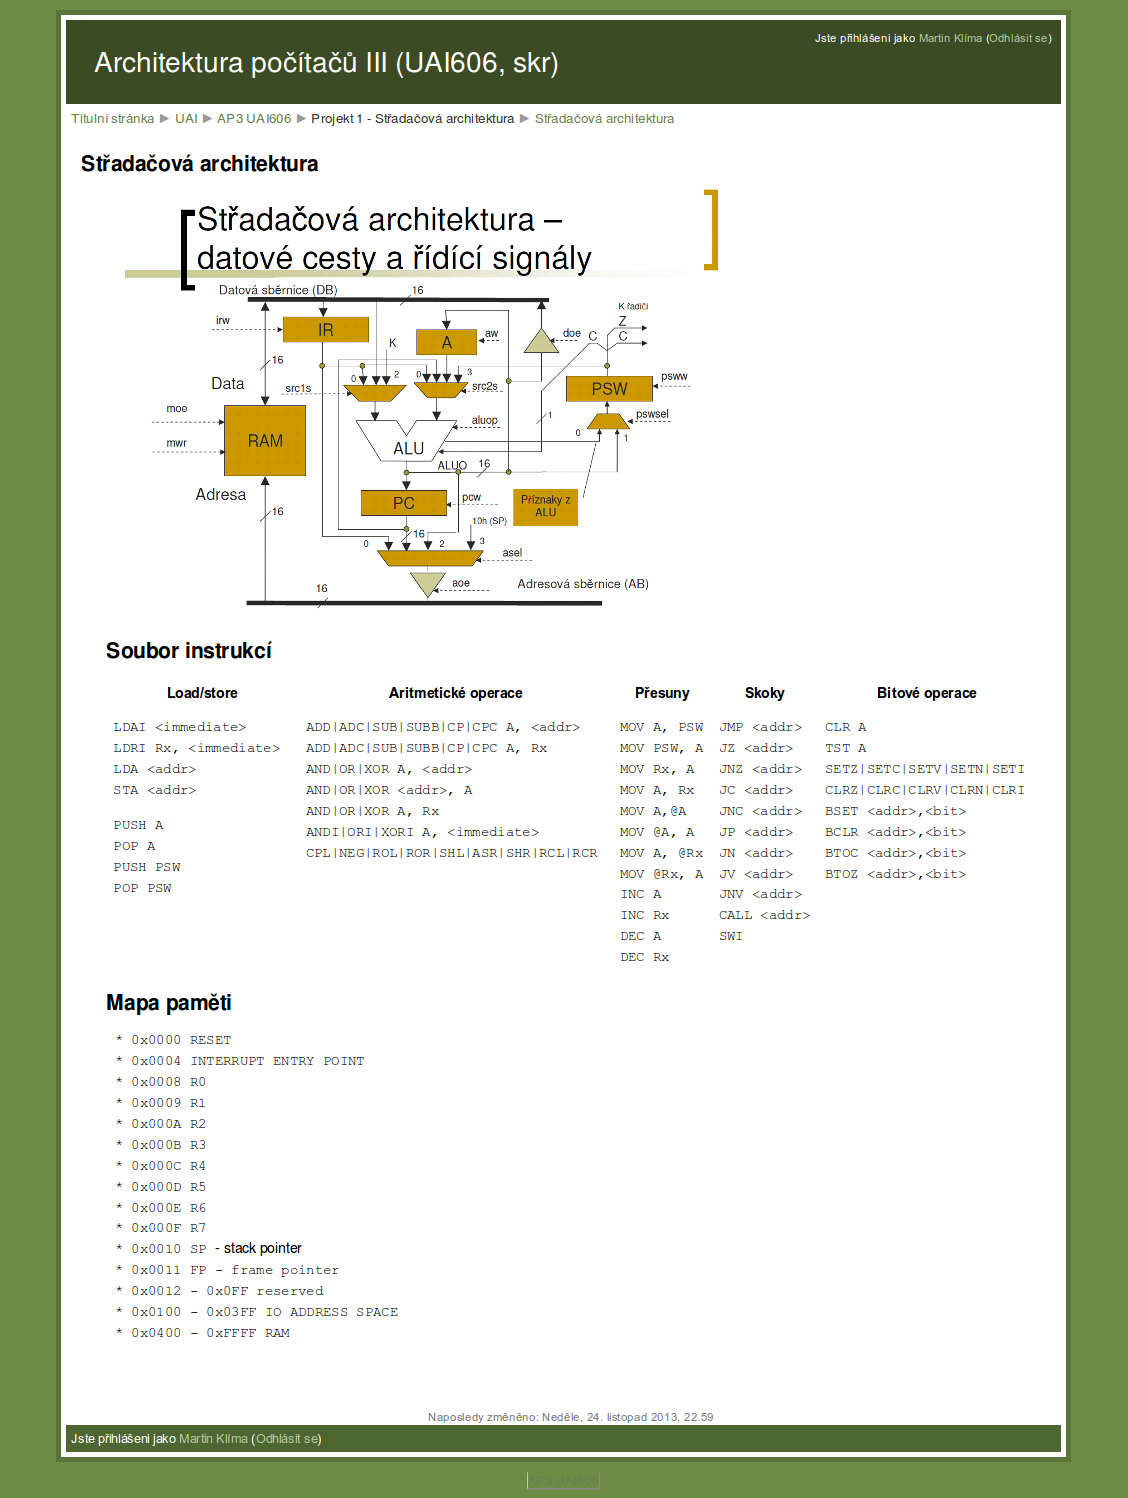 Jste přihlášeni jako Martin Klíma (Odhlásit se)
Architektura počítačů III (UAI606, skr)
Titulní stránka ► UAI ► AP3 UAI606 ► Projekt 1 - Střadačová architektura ► Střadačová architektura
Střadačová architektura
Střadačová architektura –
datové cesty a řídící signály
Datová sběrnice (DB)
16
K řadiči
irw
IR
A
aw
doe
Z
C
C
K
16
0
2
0
3
Data
src1s
src2s
PSW
psww
moe
aluop
1
pswsel
mwr
RAM
ALU
0
1
ALUO
16
Adresa
PC
pcw
Příznaky z
ALU
16
16
10h (SP)
0
2
3
asel
16
aoe
Adresová sběrnice (AB)
Soubor instrukcí
Load/store
LDAI <immediate>
LDRI Rx, <immediate>
LDA <addr>
STA <addr>
PUSH A
POP A
PUSH PSW
POP PSW
Aritmetické operace
ADD|ADC|SUB|SUBB|CP|CPC A, <addr>
ADD|ADC|SUB|SUBB|CP|CPC A, Rx
AND|OR|XOR A, <addr>
AND|OR|XOR <addr>, A
AND|OR|XOR A, Rx
ANDI|ORI|XORI A, <immediate>
CPL|NEG|ROL|ROR|SHL|ASR|SHR|RCL|RCR
Přesuny
MOV A, PSW
MOV PSW, A
MOV Rx, A
MOV A, Rx
MOV A,@A
MOV @A, A
MOV A, @Rx
MOV @Rx, A
INC A
INC Rx
DEC A
DEC Rx
Skoky
JMP <addr>
JZ <addr>
JNZ <addr>
JC <addr>
JNC <addr>
JP <addr>
JN <addr>
JV <addr>
JNV <addr>
CALL <addr>
SWI
Bitové operace
CLR A
TST A
SETZ|SETC|SETV|SETN|SETI
CLRZ|CLRC|CLRV|CLRN|CLRI
BSET <addr>,<bit>
BCLR <addr>,<bit>
BTOC <addr>,<bit>
BTOZ <addr>,<bit>
Mapa paměti
* 0x0000 RESET
* 0x0004 INTERRUPT ENTRY POINT
* 0x0008 R0
* 0x0009 R1
* 0x000A R2
* 0x000B R3
* 0x000C R4
* 0x000D R5
* 0x000E R6
* 0x000F R7
* 0x0010 SP - stack pointer
* 0x0011 FP - frame pointer
* 0x0012 - 0x0FF reserved
* 0x0100 - 0x03FF IO ADDRESS SPACE
* 0x0400 - 0xFFFF RAM
Naposledy změněno: Neděle, 24. listopad 2013, 22.59
Jste přihlášeni jako Martin Klíma (Odhlásit se)
AP3 UAI606